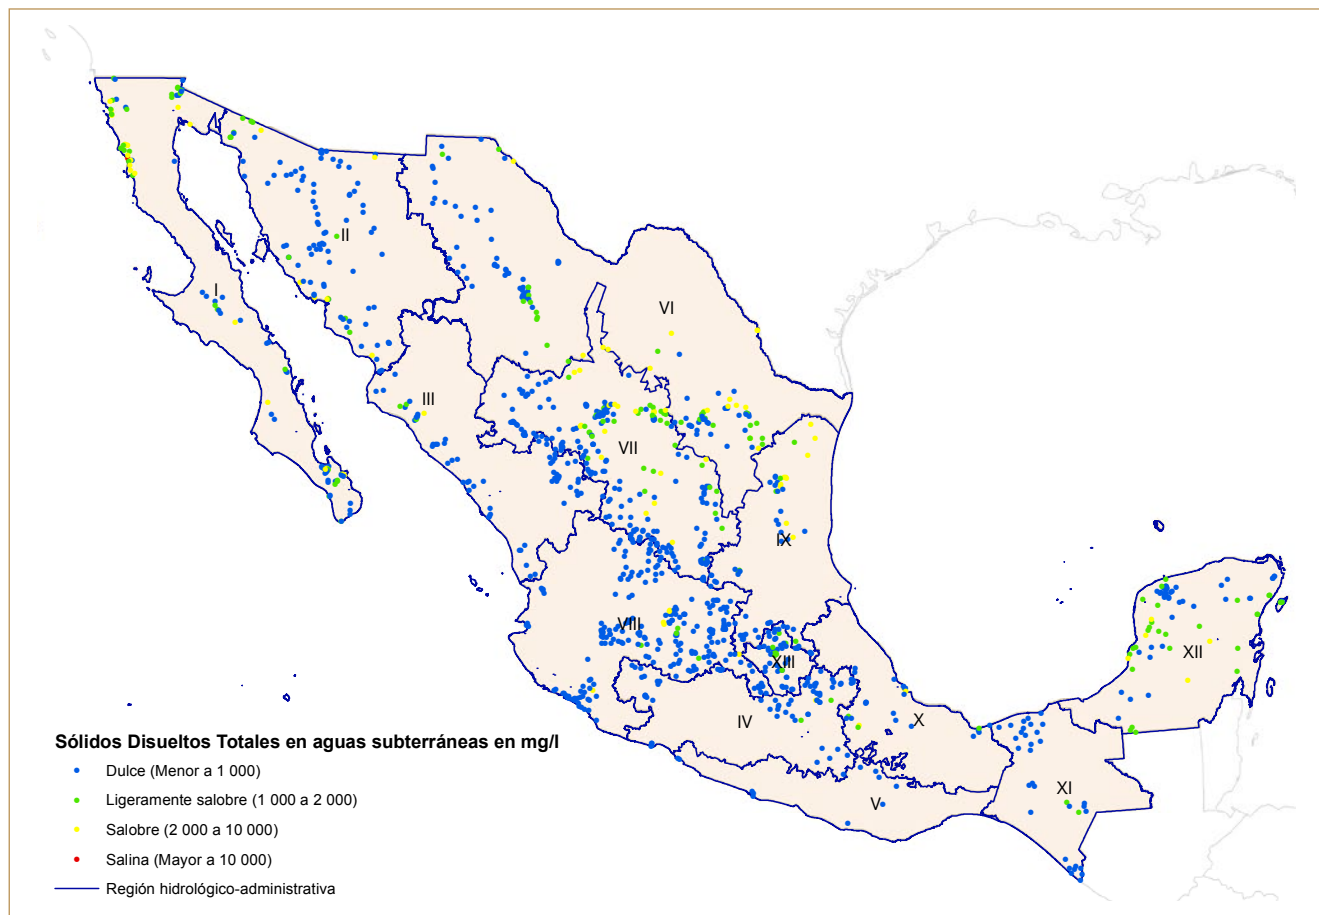 II
I
VI
III
VII
IX
VIII
XIII
XII
IV
X
XI
V
Sólidos Disueltos Totales en aguas subterráneas en mg/l
Dulce (Menor a 1 000)
Ligeramente salobre (1 000 a 2 000)
Salobre (2 000 a 10 000)
Salina (Mayor a 10 000)
Región hidrológico-administrativa